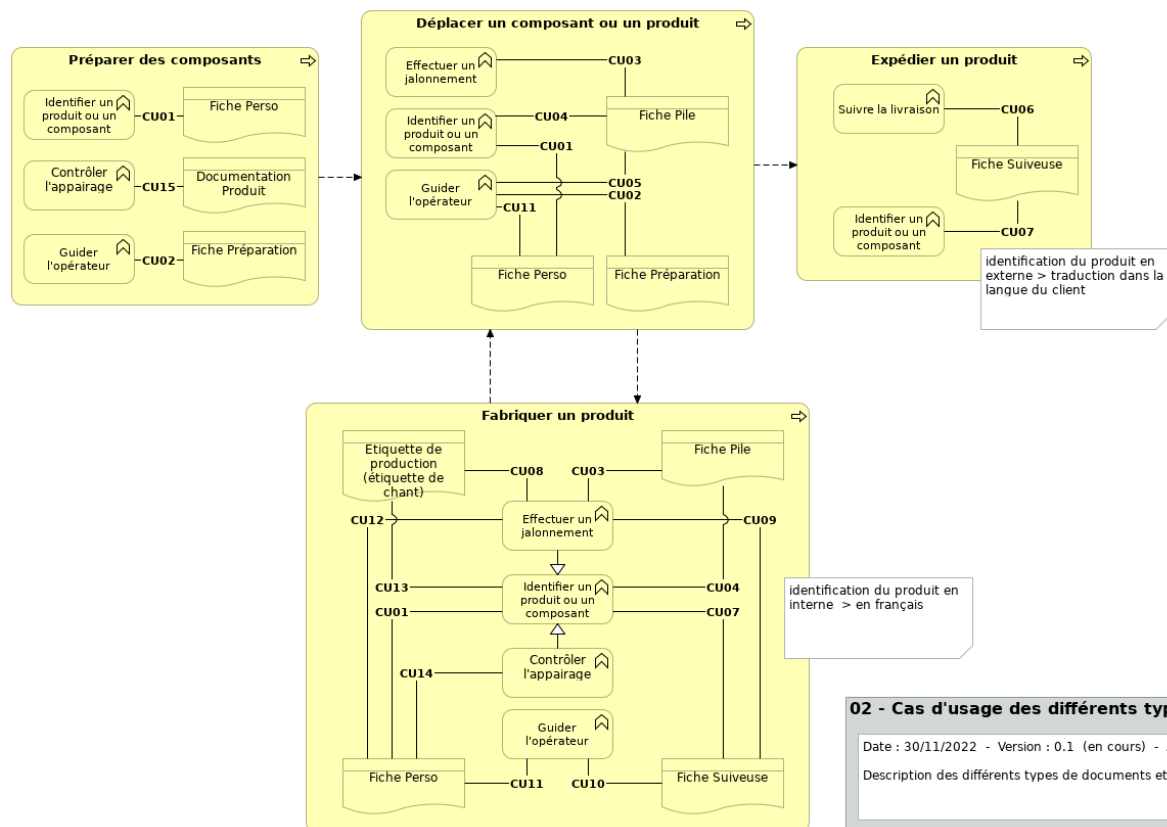 Préparer des composants
Identifier un
produit ou un
composant
CU01
Fiche Perso
Contrôler
l'appairage
CU15
Documentation
Produit
Guider
l'opérateur
CU02
Fiche Préparation
Déplacer un composant ou un produit
Effectuer un
jalonnement
CU03
Identifier un
produit ou un
composant
CU04
Fiche Pile
CU01
Guider
l'opérateur
CU05
CU02
CU11
Fiche Perso
Fiche Préparation
Expédier un produit
Suivre la livraison
CU06
Fiche Suiveuse
Identifier un
produit ou un
composant
CU07
identification du produit en
externe > traduction dans la
langue du client
Fabriquer un produit
Etiquette de
production
(étiquette de
chant)
CU08
CU03
Fiche Pile
CU12
Effectuer un
jalonnement
CU09
CU13
Identifier un
produit ou un
composant
CU04
CU01
CU07
Contrôler
l'appairage
CU14
Guider
l'opérateur
Fiche Perso
CU11
CU10
Fiche Suiveuse
identification du produit en
interne > en français
02 - Cas d'usage des différents typ
Date : 30/11/2022 - Version : 0.1 (en cours) -
Description des différents types de documents et